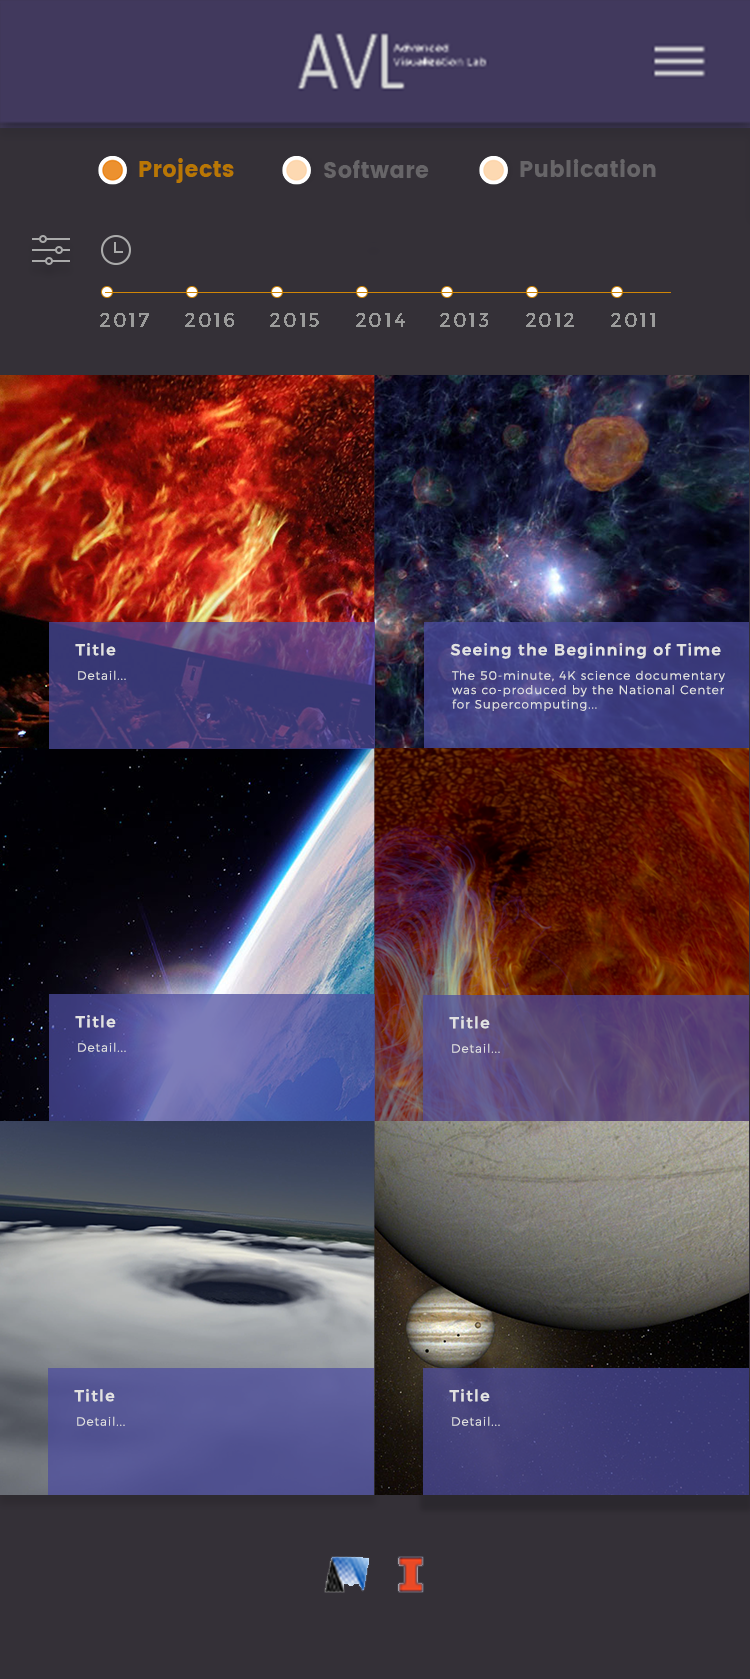 AVL
Advanced
Visualization Lab
Projects
Software
Publication
2017
2016
2015
2014
2013
2012
2011
Title
Detail...
Seeing the Beginning of Time
The 50-minute, 4K science documentary
was co-produced by the National Center
for Supercomputing...
Title
Detail...
Title
Detail...
Title
Detail...
Title
Detail...
I